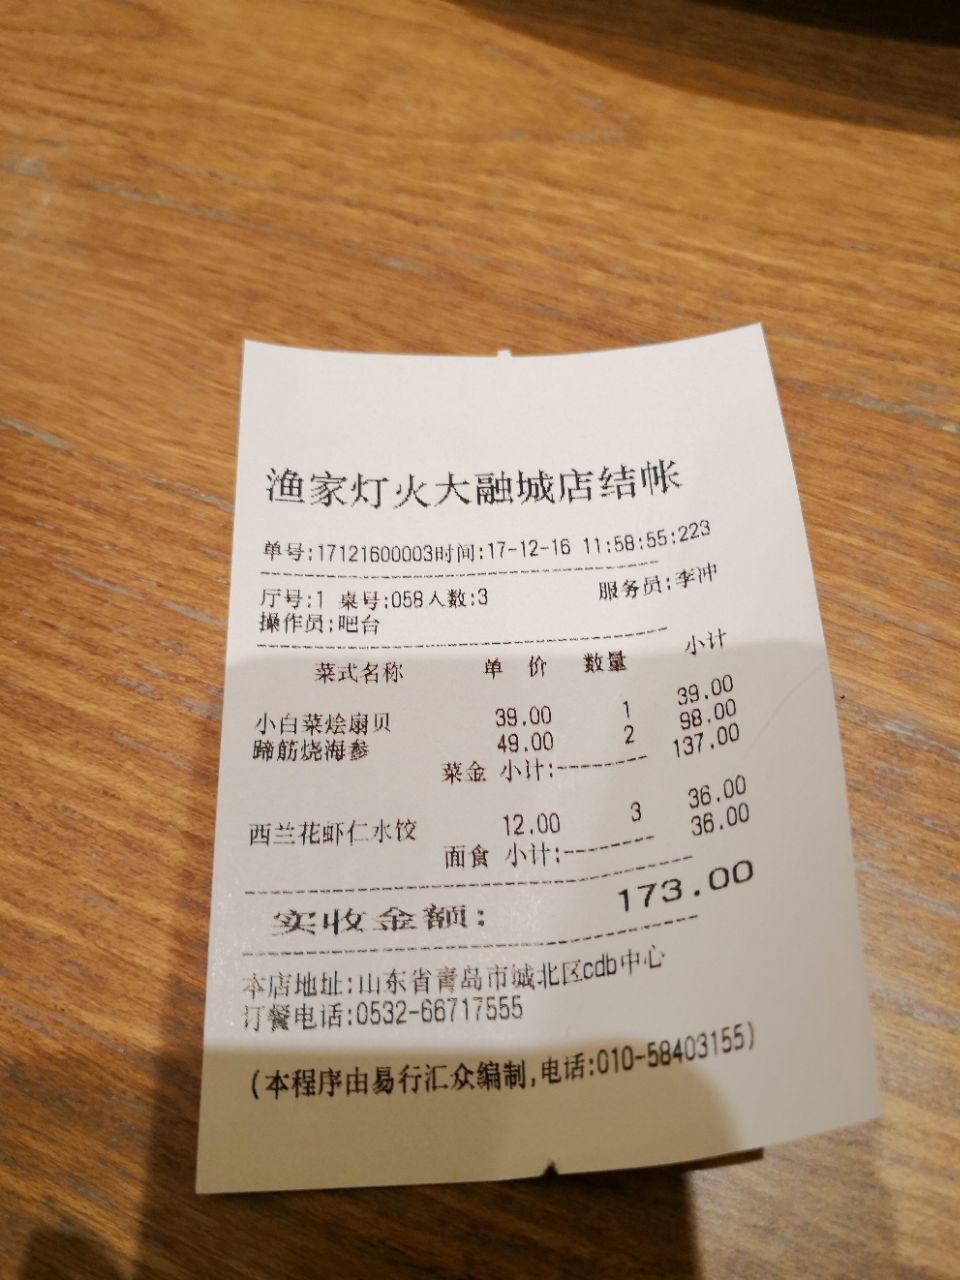 渔家灯火大融城店结帐
单号:17121600003时间:17-12-16 11:58:55:223
厅号:1 桌号:058人数:3 服务员:李冲
操作员:吧台
菜式名称 单 价 数量 小计
小白菜烩扇贝 39.00 1 39.00
蹄筋烧海参 49.00 2 98.00
菜金 小计:-------- 137.00
西兰花虾仁水饺 12.00 3 36.00
面食 小计:-------- 36.00
实收金额: 173.00
本店地址:山东省青岛市城北区cdb中心
订餐电话:0532-66717555
(本程序由易行汇众编制,电话:010-58403155)